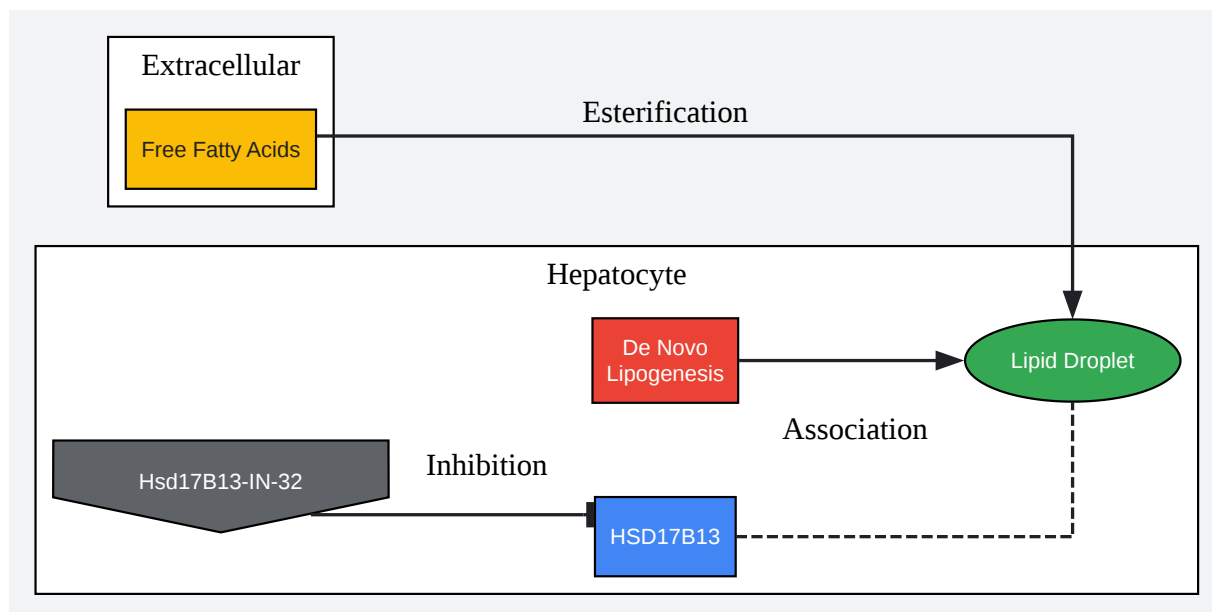 Extracellular
Free Fatty Acids
Esterification
Hepatocyte
De Novo
Lipogenesis
Lipid Droplet
Association
Inhibition
Hsd17B13-IN-32
HSD17B13